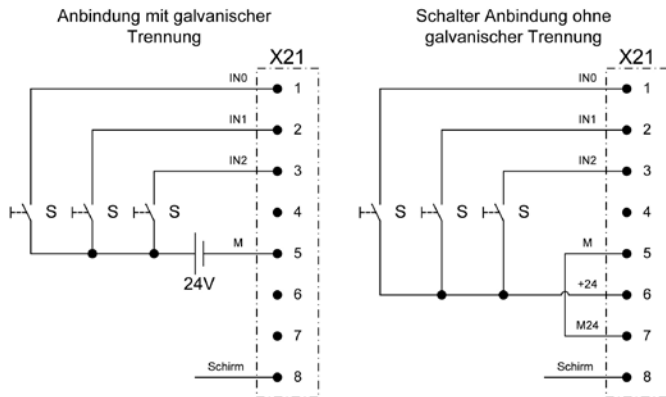 Anbindung mit galvanischer
Trennung
X21
IN0
1
IN1
2
IN2
3
S
S
S
4
M
5
24V
6
7
Schirm
8
Schalter Anbindung ohne
galvanischer Trennung
X21
IN0
1
IN1
2
IN2
3
S
S
S
4
M
5
+24
6
M24
7
Schirm
8